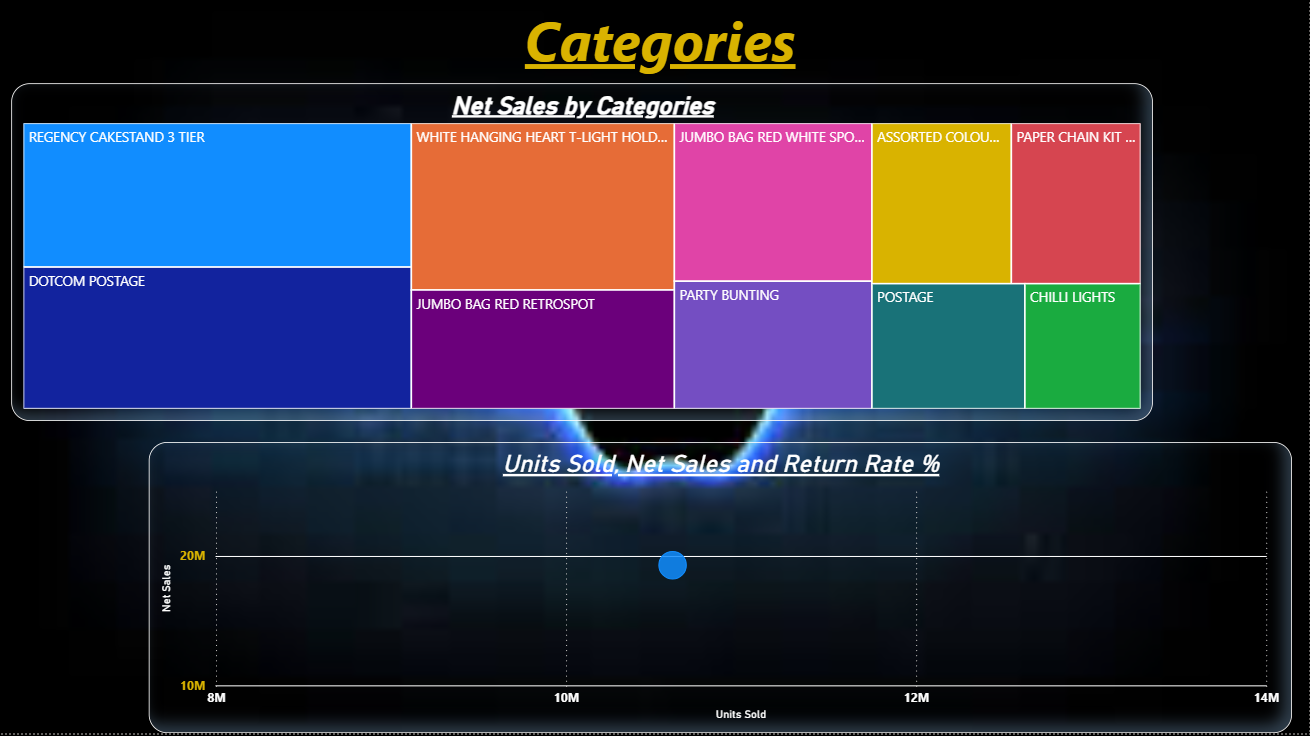 Categories
Net Sales by Categories
REGENCY CAKESTAND 3 TIER
WHITE HANGING HEART T-LIGHT HOLD...
JUMBO BAG RED WHITE SPO...
ASSORTED COLOU...
PAPER CHAIN KIT ...
DOTCOM POSTAGE
JUMBO BAG RED RETROSPOT
PARTY BUNTING
POSTAGE
CHILLI LIGHTS
Units Sold, Net Sales and Return Rate %
20M
Net Sales
10M
8M
10M
12M
14M
Units Sold